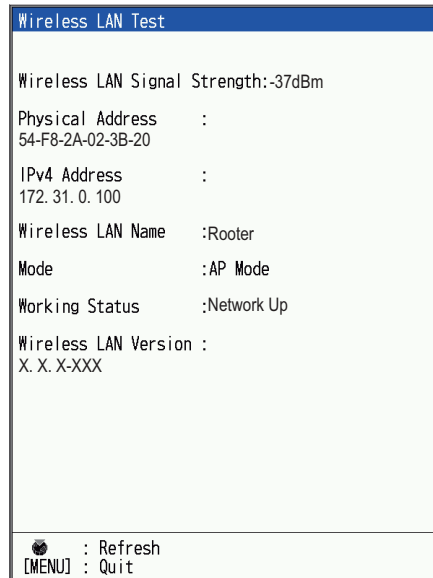 Wireless LAN Test
Wireless LAN Signal Strength:-37dBm
Physical Address :
54-F8-2A-02-3B-20
IPv4 Address :
172. 31. 0. 100
Wireless LAN Name :Rooter
Mode :AP Mode
Working Status :Network Up
Wireless LAN Version :
X. X. X-XXX
: Refresh
[MENU] : Quit